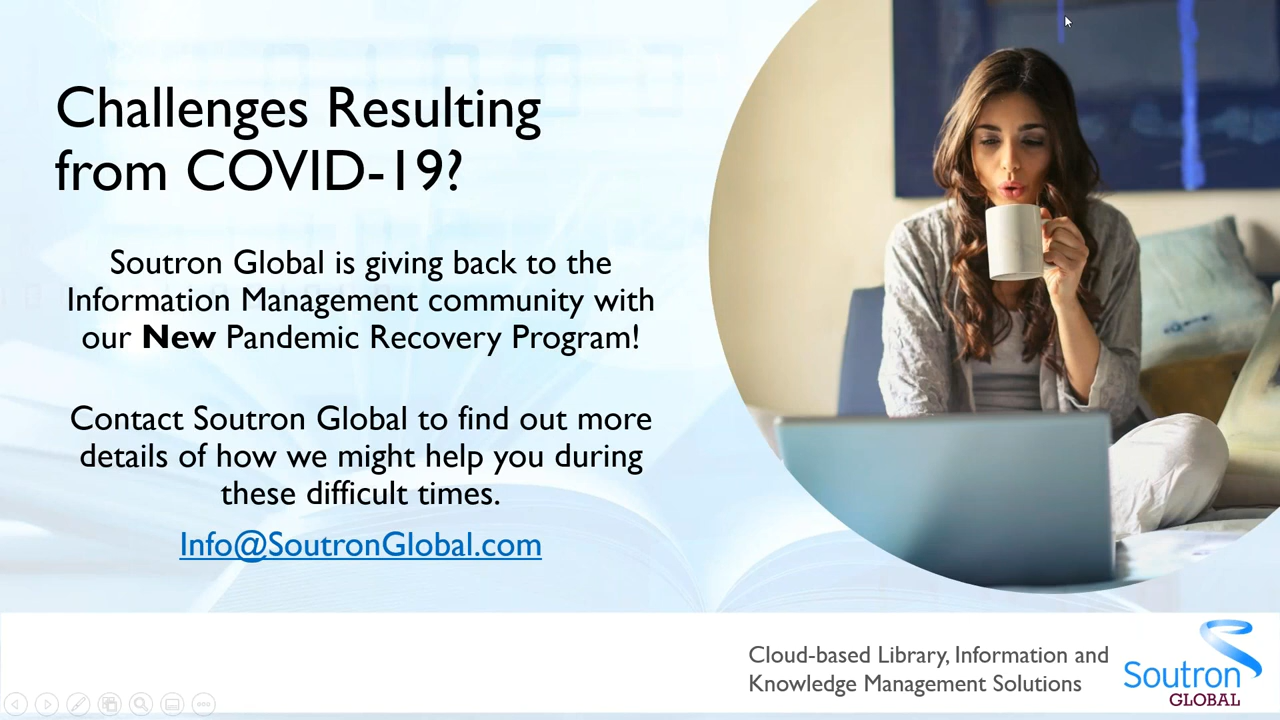 Challenges Resulting
from COVID-19?
Soutron Global is giving back to the
Information Management community with
our New Pandemic Recovery Program!
Contact Soutron Global to find out more
details of how we might help you during
these difficult times.
Info@SoutronGlobal.com
Cloud-based Library, Information and
Knowledge Management Solutions
Soutron
GLOBAL